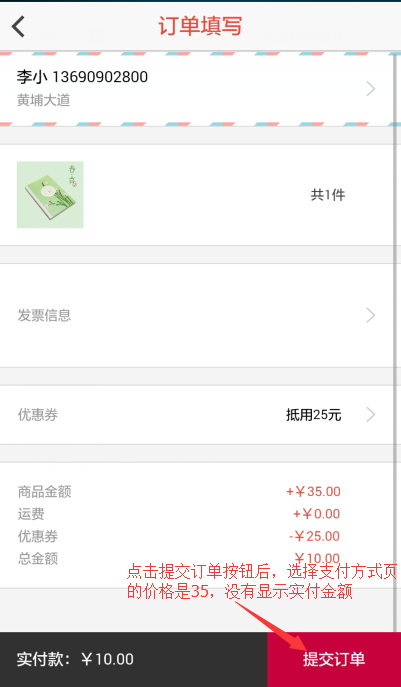 订单填写
李小 13690902800
黄埔大道
共1件
发票信息
优惠券 抵用25元
商品金额 +￥35.00
运费 +￥0.00
优惠券 -￥25.00
总金额 ￥10.00
点击提交订单按钮后，选择支付方式页
的价格是35，没有显示实付金额
实付款：￥10.00 提交订单